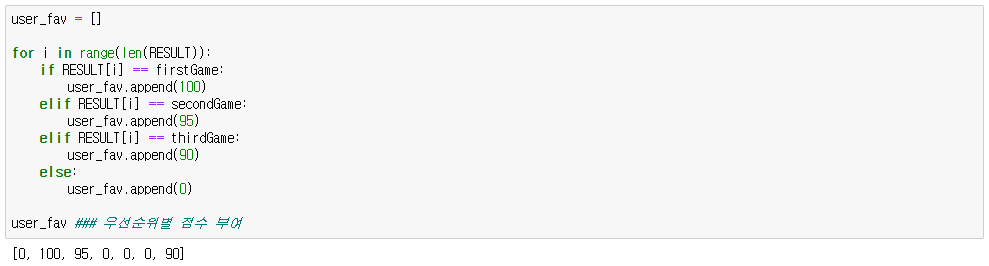 user_fav = []
for i in range(len(RESULT)):
    if RESULT[i] == firstGame:
        user_fav.append(100)
    elif RESULT[i] == secondGame:
        user_fav.append(95)
    elif RESULT[i] == thirdGame:
        user_fav.append(90)
    else:
        user_fav.append(0)
user_fav ### 우선순위별 점수 부여
[0, 100, 95, 0, 0, 0, 90]